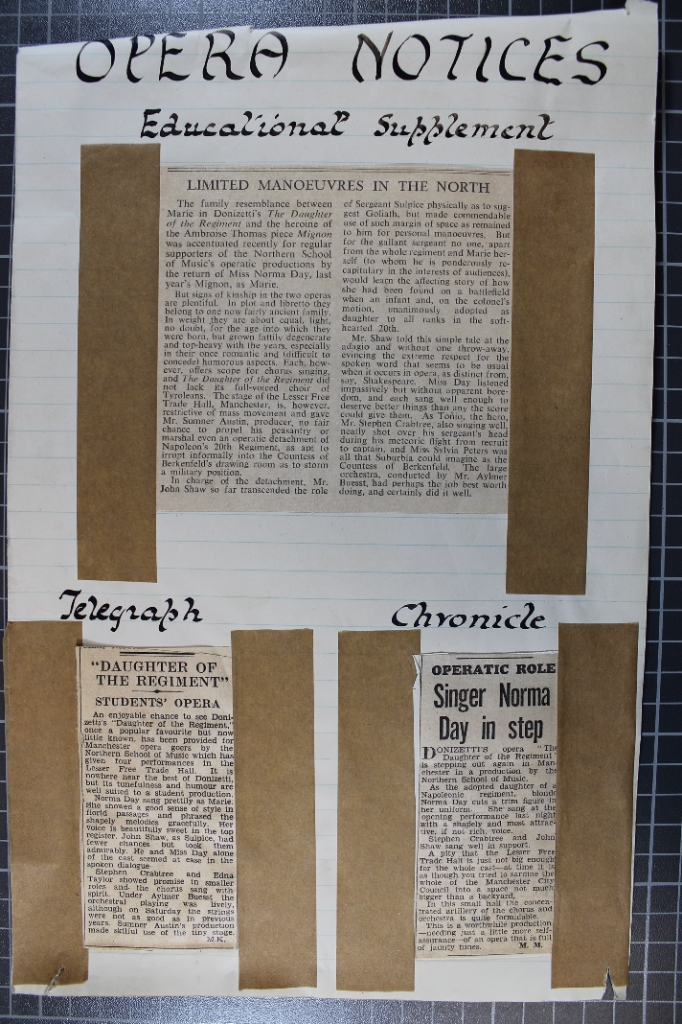 OPERA NOTICES
Educational Supplement
LIMITED MANOEUVRES IN THE NORTH
The family resemblance between
Marie in Donizetti's The Daughter
of the Regiment and the heroine of
the Ambrose Thomas piece Mignon
was accentuated recently for regular
supporters of the Northern School
of Music's operatic productions by
the return of Miss Norma Day, last
year's Mignon, as Marie.
But signs of kinship in the two operas
are plentiful. In plot and libretto they
belong to one now fairly ancient family.
In weight they are about equal, light,
no doubt, for the age into which they
were born, but grown fattily degenerate
and top-heavy with the years, especially
in their once romantic and (difficult to
concede) humorous aspects. Each, how-
ever, offers scope for chorus singing,
and The Daughter of the Regiment did
not lack its full-voiced choir of
Tyroleans. The stage of the Lesser Free
Trade Hall, Manchester, is, however,
restrictive of mass movement and gave
Mr. Sumner Austin, producer, no fair
chance to propel his peasantry or
marshal even an operatic detachment of
Napoleon's 20th Regiment, as apt to
irrupt informally into the Countess of
Berkenfeld's drawing room as to storm
a military position.
In charge of the detachment, Mr.
John Shaw so far transcended the role
of Sergeant Sulpice physically as to sug-
gest Goliath, but made commendable
use of such margin of space as remained
to him for personal manoeuvres. But
for the gallant sergeant no one, apart
from the whole regiment and Marie her-
self (to whom he is ponderously re-
capitulary in the interests of audiences),
would learn the affecting story of how
she had been found on a battlefield
when an infant and, on the colonel's
motion, unanimously adopted as
daughter to all ranks in the soft-
hearted 20th.
Mr. Shaw told this simple tale at the
adagio and without one throw-away,
evincing the extreme respect for the
spoken word that seems to be usual
when it occurs in opera, as distinct from,
say, Shakespeare. Miss Day listened
impassively but without apparent bore-
dom, and each sang well enough to
deserve better things than any the score
could give them. As Tonio, the hero,
Mr. Stephen Crabtree, also singing well,
neatly shot over his sergeant's head
during his meteoric flight from recruit
to captain, and Miss Sylvia Peters was
all that Suburbia could imagine as the
Countess of Berkenfeld. The large
orchestra, conducted by Mr. Aylmer
Buesst, had perhaps the job best worth
doing, and certainly did it well.
Telegraph
"DAUGHTER OF
THE REGIMENT"
STUDENTS' OPERA
An enjoyable chance to see Doni-
zetti's "Daughter of the Regiment,"
once a popular favourite but now
little known, has been provided for
Manchester opera goers by the
Northern School of Music which has
given four performances in the
Lesser Free Trade Hall. It is
nowhere near the best of Donizetti,
but its tunefulness and humour are
well suited to a student production.
Norma Day sang prettily as Marie.
She showed a good sense of style in
florid passages and phrased the
shapely melodies gracefully. Her
voice is beautifully sweet in the top
register. John Shaw, as Sulpice, had
fewer chances but took them
admirably. He and Miss Day alone
of the cast seemed at ease in the
spoken dialogue.
Stephen Crabtree and Edna
Taylor showed promise in smaller
roles and the chorus sang with
spirit. Under Aylmer Buesst the
orchestral playing was lively,
although on Saturday the strings
were not as good as in previous
years. Sumner Austin's production
made skilful use of the tiny stage.
M.K.
Chronicle
OPERATIC ROLE
Singer Norma
Day in step
DONIZETTI'S opera "The
Daughter of the Regiment"
is stepping out again in Man-
chester in a production by the
Northern School of Music.
As the adopted daughter of a
Napoleonic regiment, blonde
Norma Day cuts a trim figure in
her uniform. She sang at the
opening performance last night
with a shapely and most attrac-
tive, if not rich, voice.
Stephen Crabtree and John
Shaw sang well in support.
A pity that the Lesser Free
Trade Hall is just not big enough
for the whole cast—at time it is
as though you tried to sardine the
whole of the Manchester City
Council into a space not much
bigger than a backyard.
In this small hall the concen-
trated artillery of the chorus and
orchestra is quite formidable.
This is a worthwhile production
—needing just a little more self-
assurance—of an opera that is full
of jaunty tunes. M. M.